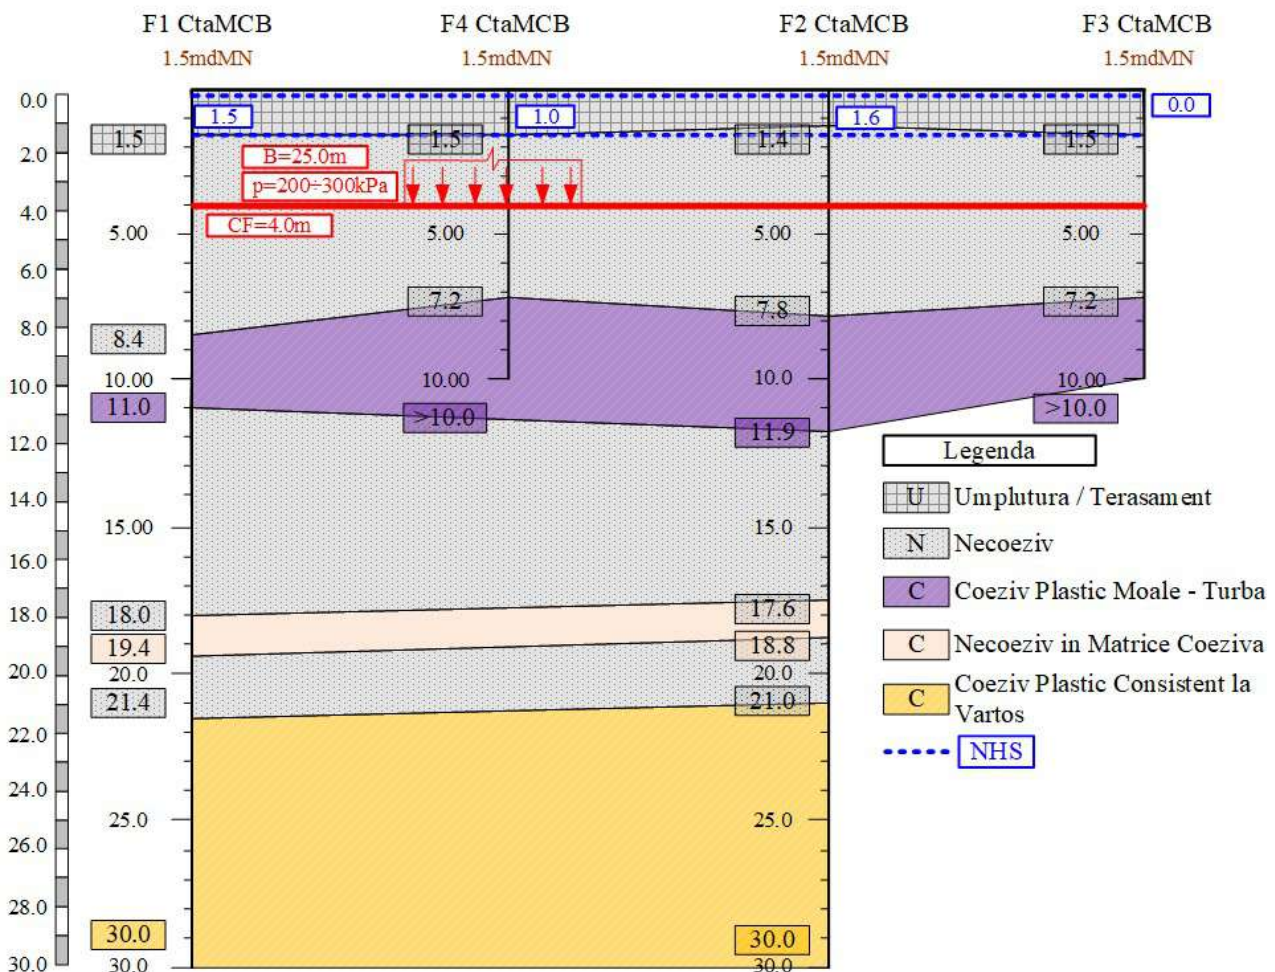 F1 CtaMCB F4 CtaMCB F2 CtaMCB F3 CtaMCB
1.5mdMN 1.5mdMN 1.5mdMN 1.5mdMN
0.0 0.0
1.5 1.0 1.6
1.5 1.5 1.4 1.5
2.0
B=25.0m
p=200÷300kPa
4.0
CF=4.0m
5.00 5.00 5.00 5.00
6.0
7.2 7.8 7.2
8.0
8.4
10.0 10.00 10.00 10.0 10.00
11.0 >10.0 11.9 >10.0
12.0
Legenda
14.0
U Umplutura / Terasament
15.00 15.0
N Necoeziv
16.0
C Coeziv Plastic Moale - Turba
18.0 18.0 17.6
19.4 18.8
C Necoeziv in Matrice Coeziva
20.0 20.0 20.0
21.4 21.0
C Coeziv Plastic Consistent la
Vartos
22.0
NHS
24.0
25.0 25.0
26.0
28.0
30.0 30.0
30.0 30.0 30.0